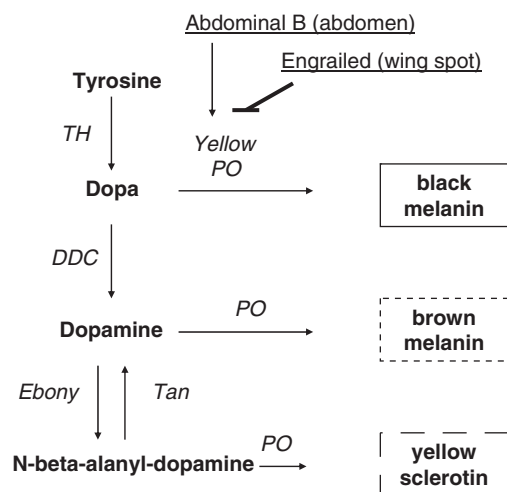 Abdominal B (abdomen)
Engrailed (wing spot)
Tyrosine
TH
Yellow
PO
Dopa
black
melanin
DDC
Dopamine
PO
brown
melanin
Ebony
Tan
N-beta-alanyl-dopamine
PO
yellow
sclerotin